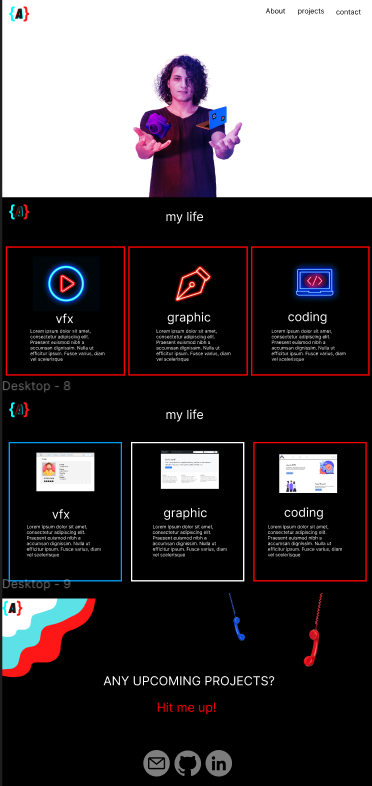 {A}
About projects contact
{A}
my life
vfx
Lorem ipsum dolor sit amet,
consectetur adipiscing elit.
Praesent euismod nibh a
accumsan dignissim. Nulla ut
efficitur ipsum. Fusce varius, diam
vel scelerisque
graphic
Lorem ipsum dolor sit amet,
consectetur adipiscing elit.
Praesent euismod nibh a
accumsan dignissim. Nulla ut
efficitur ipsum. Fusce varius, diam
vel scelerisque
</>
coding
Lorem ipsum dolor sit amet,
consectetur adipiscing elit.
Praesent euismod nibh a
accumsan dignissim. Nulla ut
efficitur ipsum. Fusce varius, diam
vel scelerisque
Desktop - 8
{A}
my life
vfx
Lorem ipsum dolor sit amet,
consectetur adipiscing elit.
Praesent euismod nibh a
accumsan dignissim. Nulla ut
efficitur ipsum. Fusce varius, diam
vel scelerisque
graphic
Lorem ipsum dolor sit amet,
consectetur adipiscing elit.
Praesent euismod nibh a
accumsan dignissim. Nulla ut
efficitur ipsum. Fusce varius, diam
vel scelerisque
coding
Lorem ipsum dolor sit amet,
consectetur adipiscing elit.
Praesent euismod nibh a
accumsan dignissim. Nulla ut
efficitur ipsum. Fusce varius, diam
vel scelerisque
Desktop - 9
{A}
ANY UPCOMING PROJECTS?
Hit me up!
in